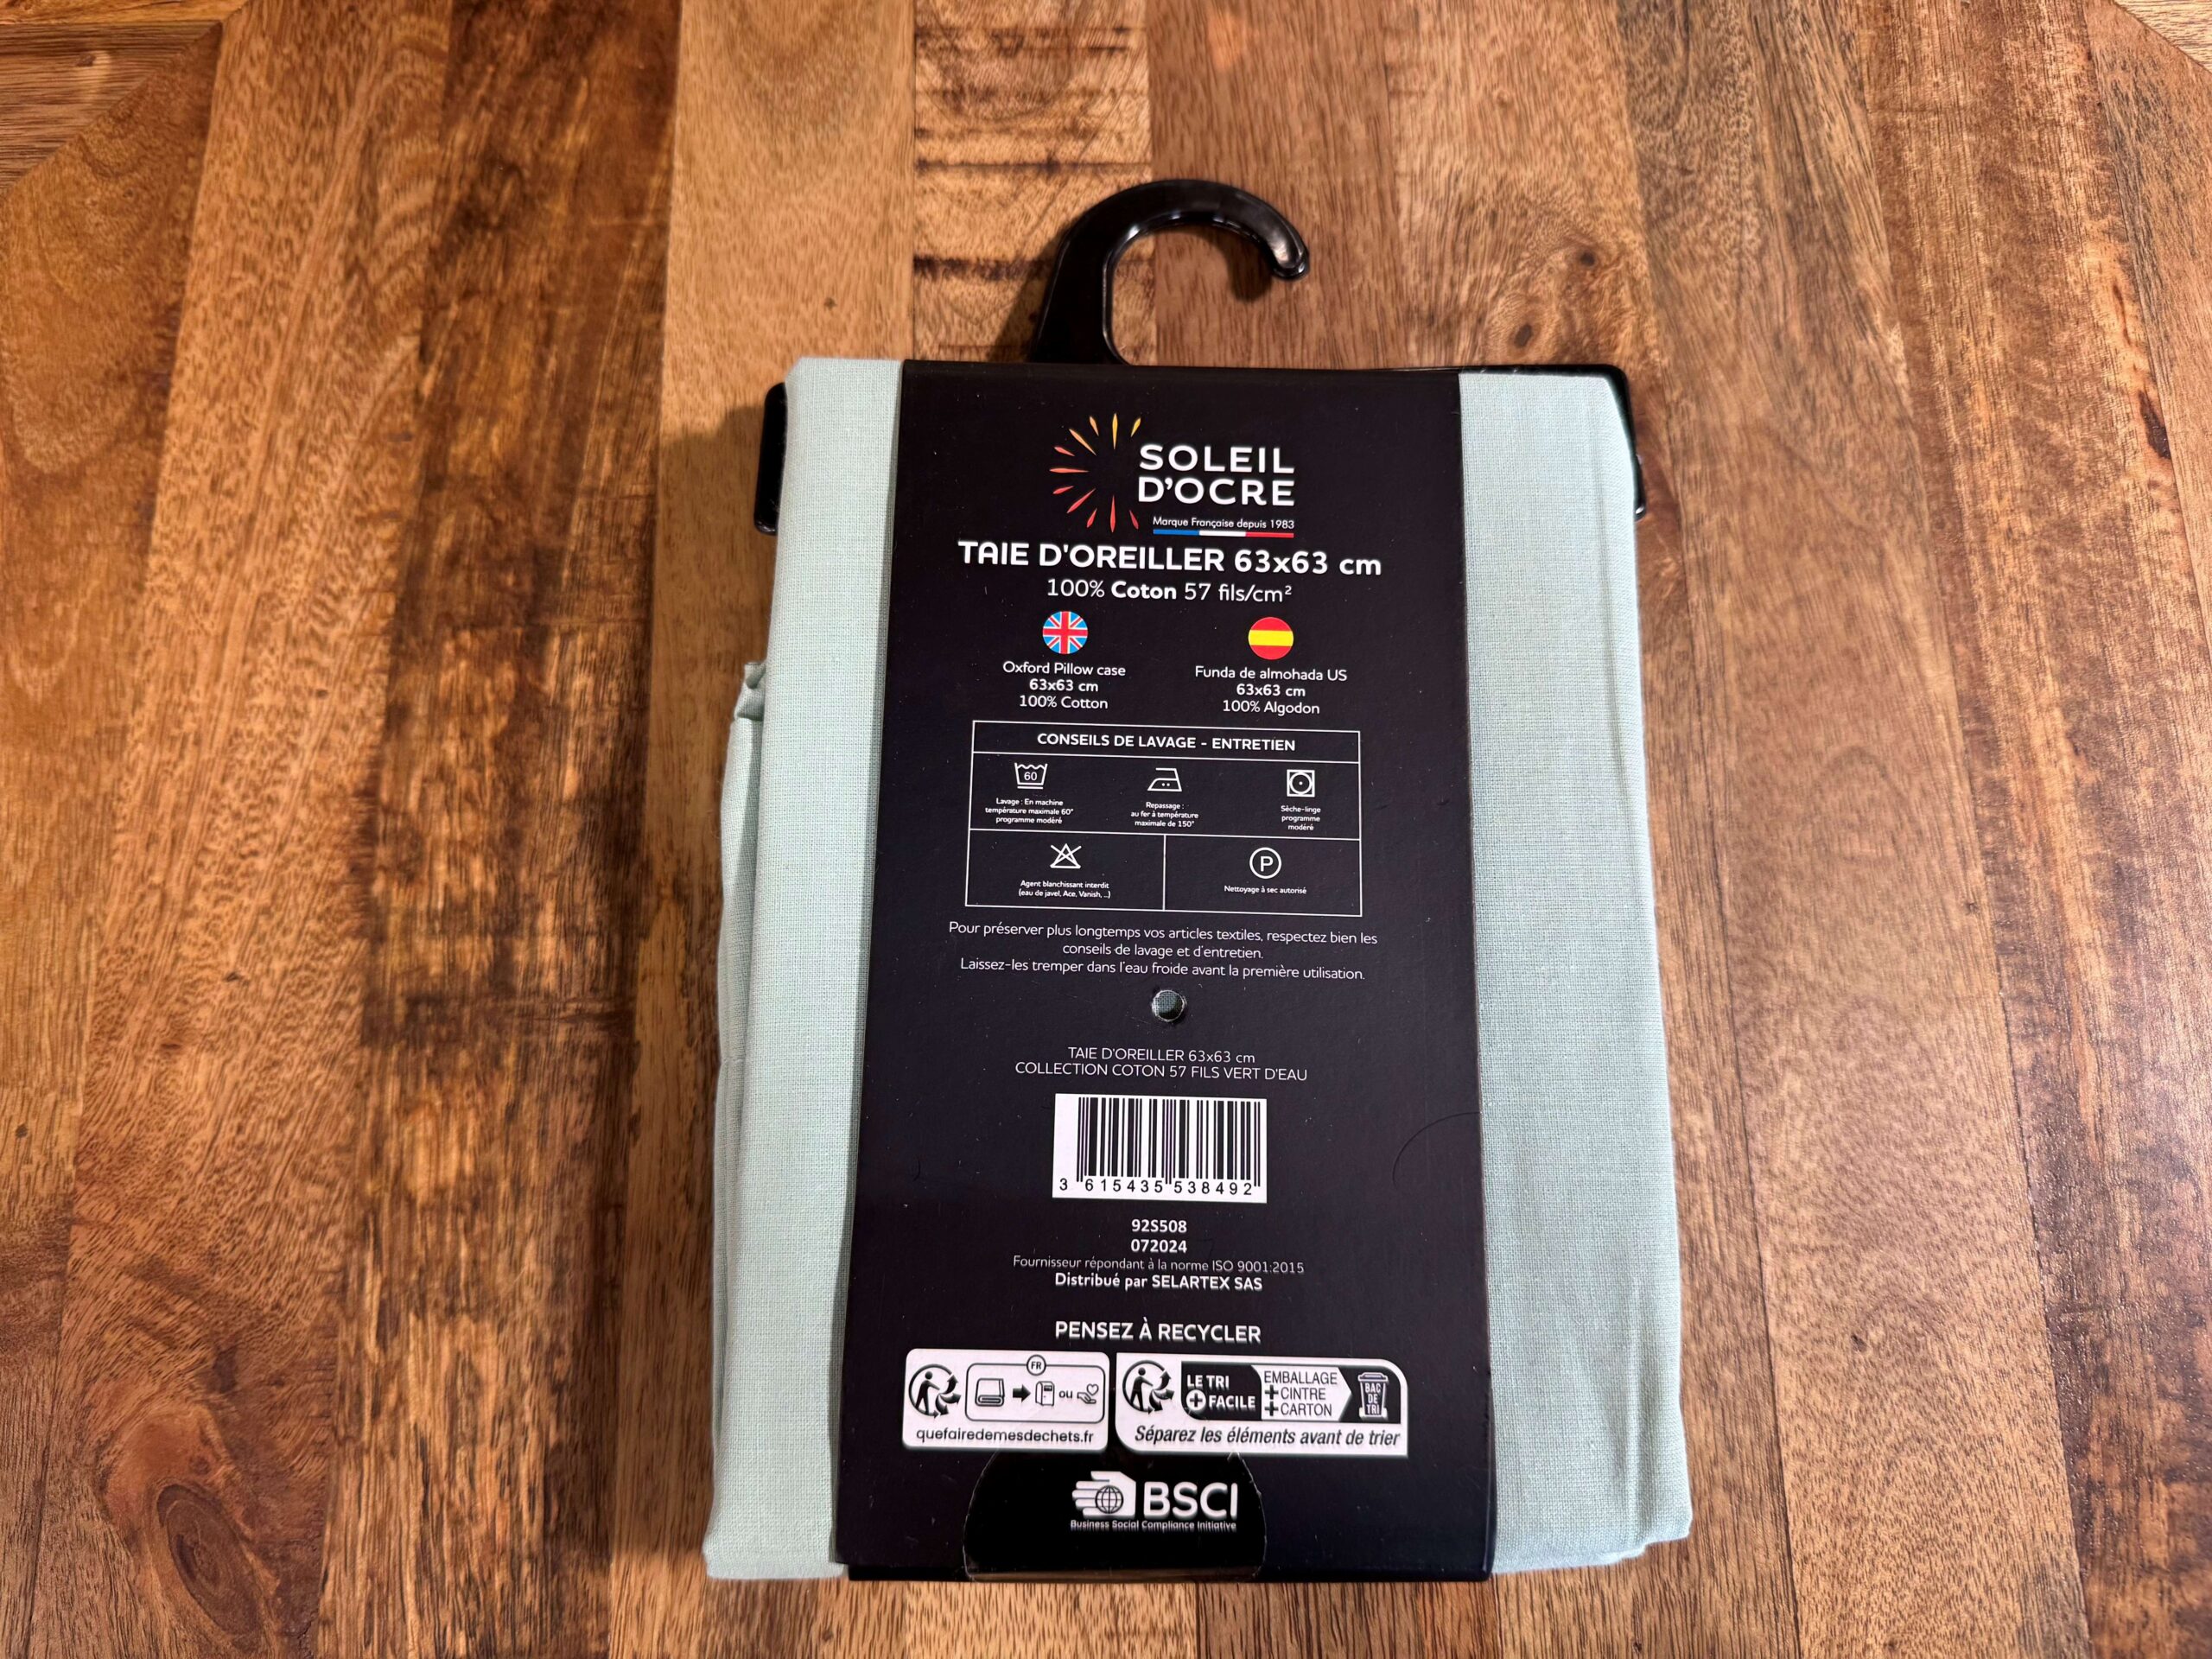 SOLEIL
D'OCRE
Marque Française depuis 1983
TAIE D'OREILLER 63x63 cm
100% Coton 57 fils/cm²
Oxford Pillow case
63x63 cm
100% Cotton
Funda de almohada US
63x63 cm
100% Algodon
CONSEILS DE LAVAGE - ENTRETIEN
60
Lavage : En machine
température maximale 60°
programme modéré
Repassage :
au fer à température
maximale de 150°
Sèche-linge
programme
modéré
Agent blanchissant interdit
(eau de javel, Ace, Vanish, ...)
P
Nettoyage à sec autorisé
Pour préserver plus longtemps vos articles textiles, respectez bien les
conseils de lavage et d'entretien.
Laissez-les tremper dans l'eau froide avant la première utilisation.
TAIE D'OREILLER 63x63 cm
COLLECTION COTON 57 FILS VERT D'EAU
3 615435 538492
92S508
072024
Fournisseur répondant à la norme ISO 9001:2015
Distribué par SELARTEX SAS
PENSEZ À RECYCLER
FR
ou
quefairedemesdechets.fr
LE TRI
+ FACILE
EMBALLAGE
+ CINTRE
+ CARTON
BAC
DE
TRI
Séparez les éléments avant de trier
BSCI
Business Social Compliance Initiative